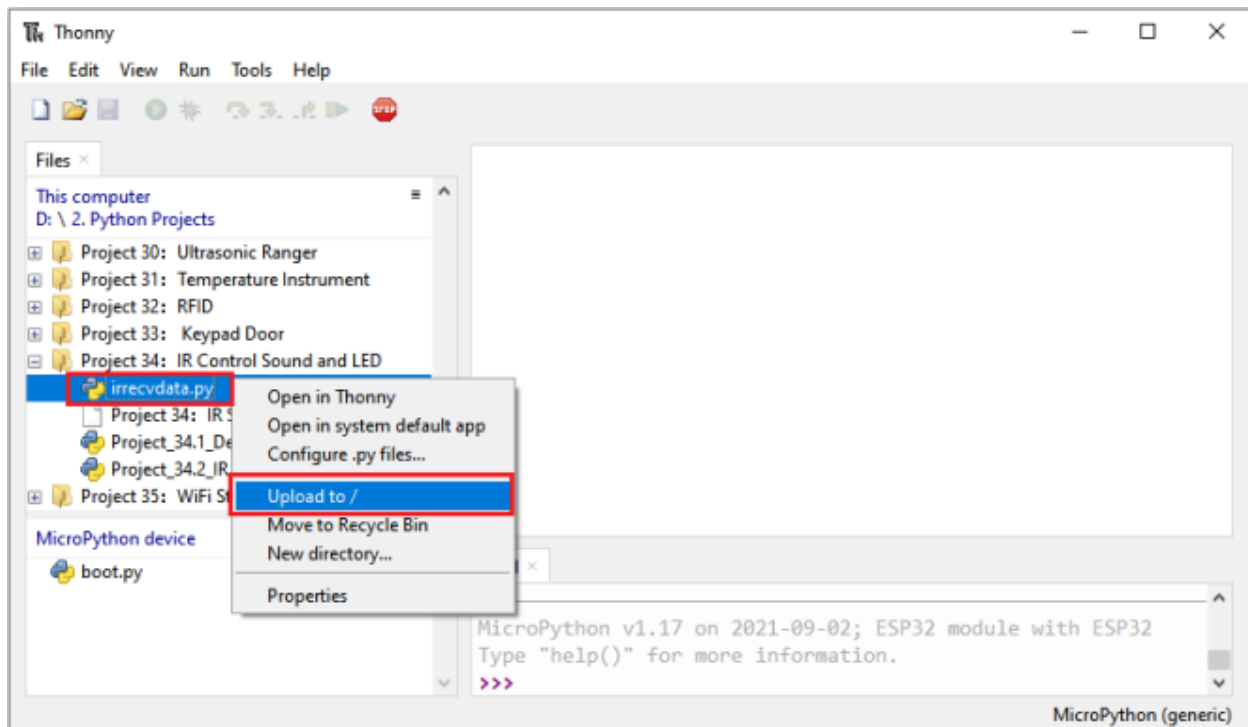 Thonny
File Edit View Run Tools Help
STOP
Files
This computer
D: \ 2. Python Projects
Project 30: Ultrasonic Ranger
Project 31: Temperature Instrument
Project 32: RFID
Project 33: Keypad Door
Project 34: IR Control Sound and LED
irrecvdata.py
Project 34: IR
Project_34.1_De
Project_34.2_IR
Project 35: WiFi St
Open in Thonny
Open in system default app
Configure .py files...
Upload to /
Move to Recycle Bin
New directory...
Properties
MicroPython device
boot.py
MicroPython v1.17 on 2021-09-02; ESP32 module with ESP32
Type "help()" for more information.
>>>
MicroPython (generic)